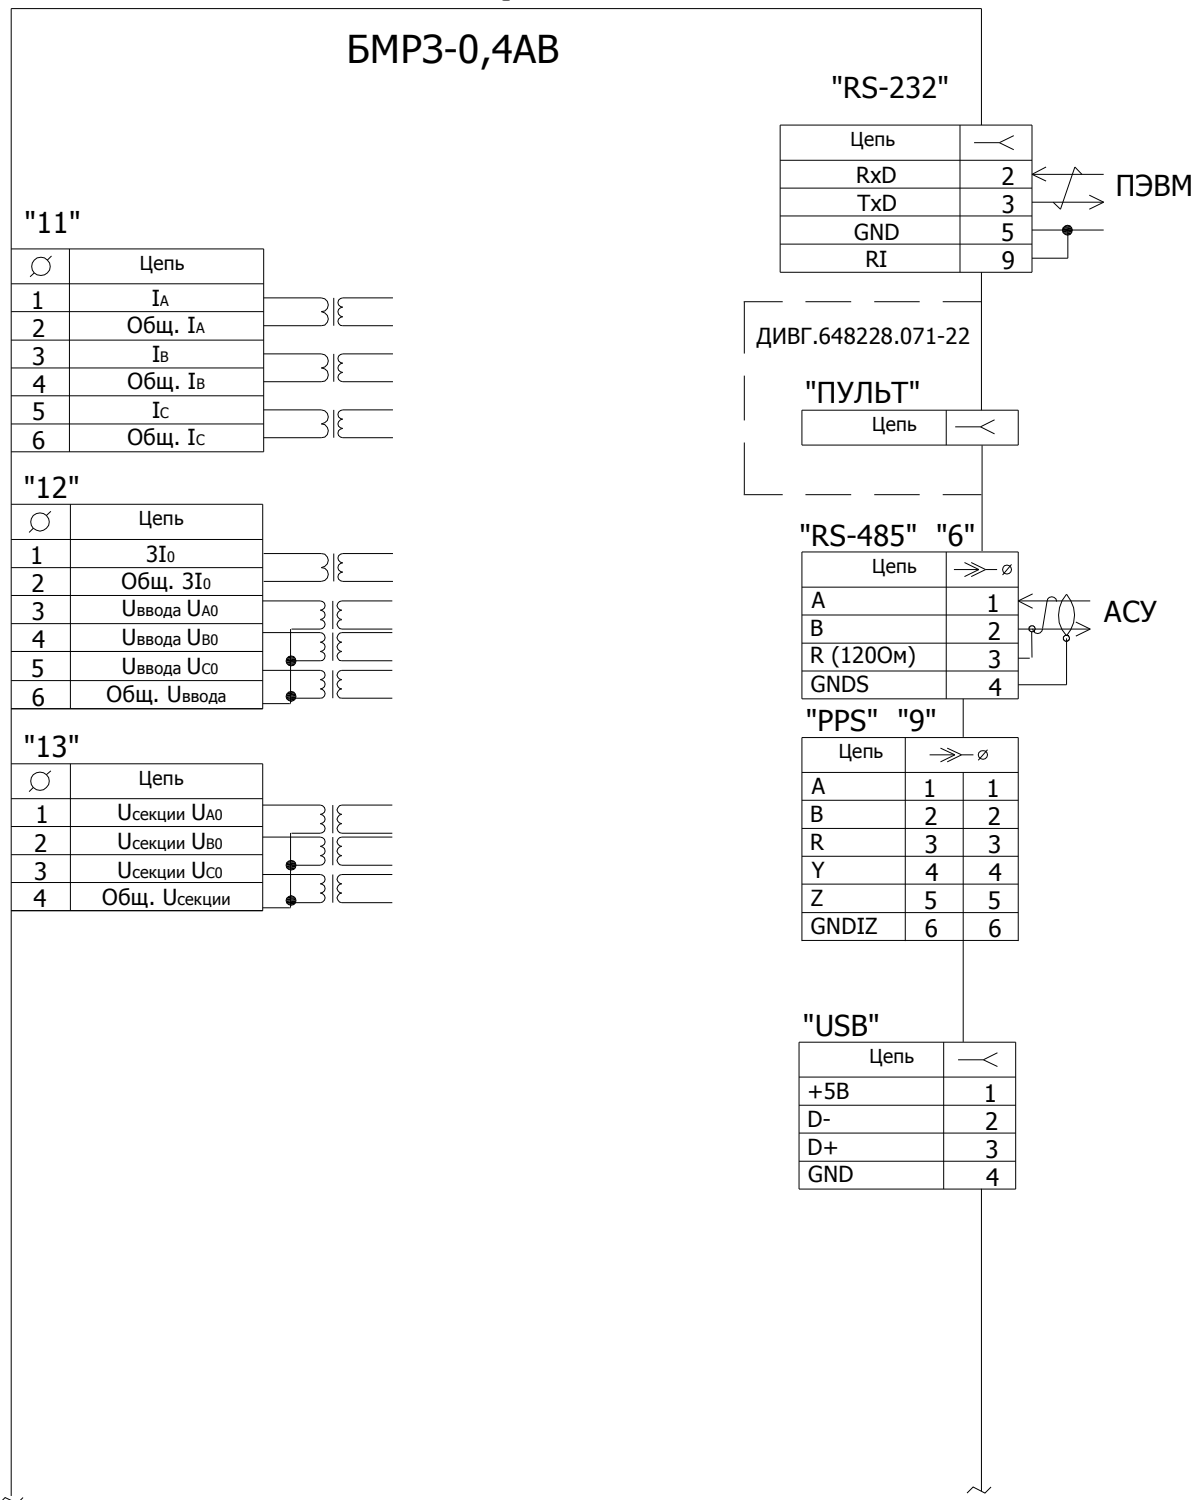 БМРЗ-0,4АВ
"RS-232"
Цепь
RxD 2
TxD 3
GND 5
RI 9
ПЭВМ
"11"
Цепь
1 IA
2 Общ. IA
3 IB
4 Общ. IB
5 IC
6 Общ. IC
ДИВГ.648228.071-22
"ПУЛЬТ"
Цепь
"12"
Цепь
1 3I0
2 Общ. 3I0
3 Uввода UA0
4 Uввода UB0
5 Uввода UC0
6 Общ. Uввода
"RS-485" "6"
Цепь
A 1
B 2
R (120Ом) 3
GNDS 4
АСУ
"13"
Цепь
1 Uсекции UA0
2 Uсекции UB0
3 Uсекции UC0
4 Общ. Uсекции
"PPS" "9"
Цепь
A 1 1
B 2 2
R 3 3
Y 4 4
Z 5 5
GNDIZ 6 6
"USB"
Цепь
+5В 1
D- 2
D+ 3
GND 4